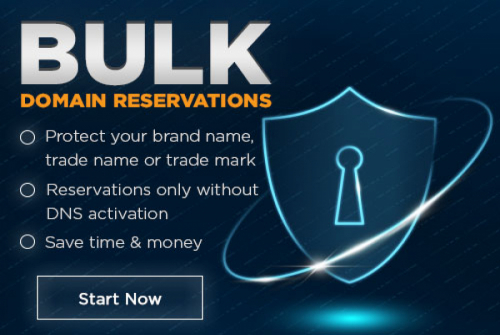 BULK
DOMAIN RESERVATIONS
Protect your brand name,
trade name or trade mark
Reservations only without
DNS activation
Save time & money
Start Now